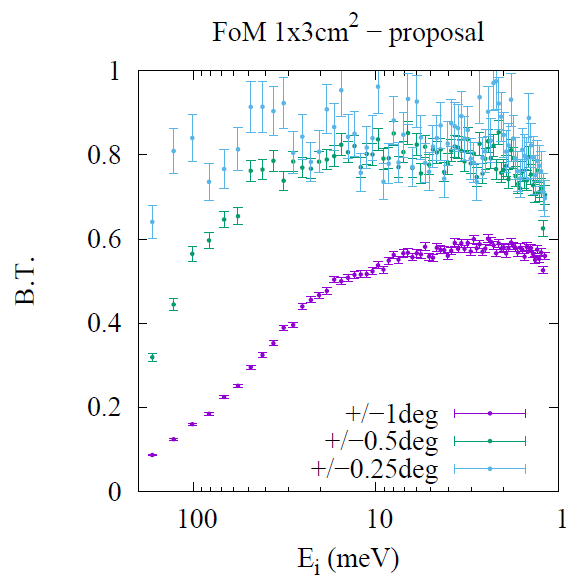 FoM 1x3cm² − proposal
1
0.8
0.6
0.4
0.2
0
B.T.
+/−1deg
+/−0.5deg
+/−0.25deg
100
10
1
Eᵢ (meV)